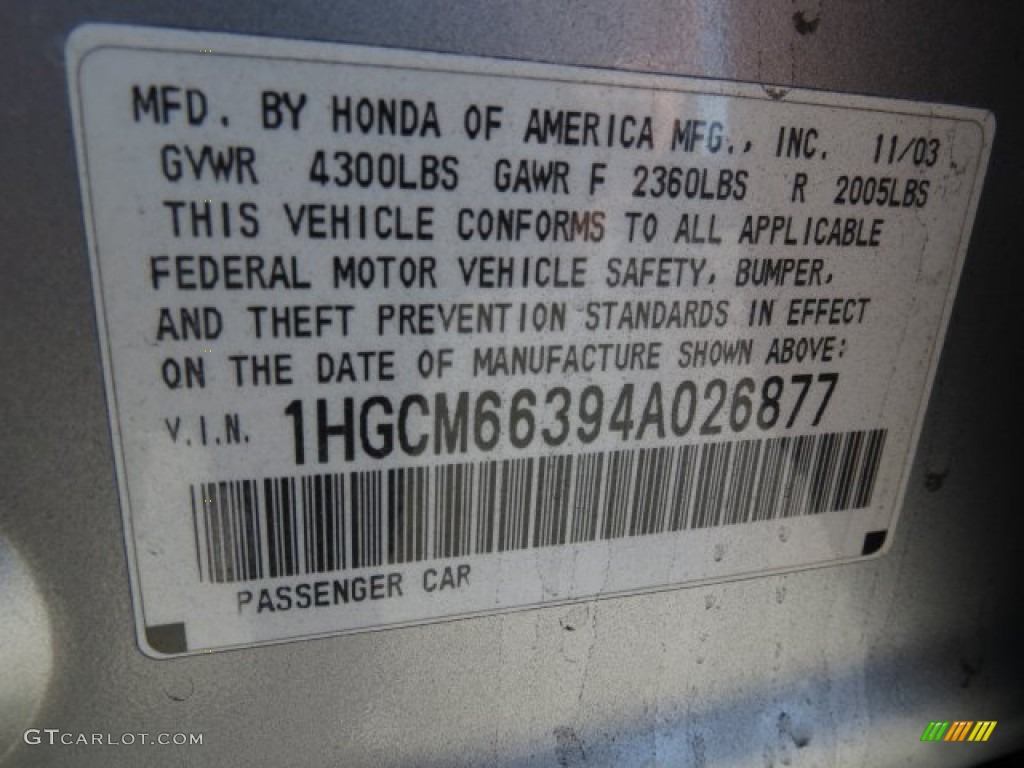 MFD. BY HONDA OF AMERICA MFG., INC. 11/03
GVWR 4300LBS GAWR F 2360LBS R 2005LBS
THIS VEHICLE CONFORMS TO ALL APPLICABLE
FEDERAL MOTOR VEHICLE SAFETY, BUMPER,
AND THEFT PREVENTION STANDARDS IN EFFECT
ON THE DATE OF MANUFACTURE SHOWN ABOVE:
V.I.N. 1HGCM66394A026877
PASSENGER CAR
GTCARLOT.COM